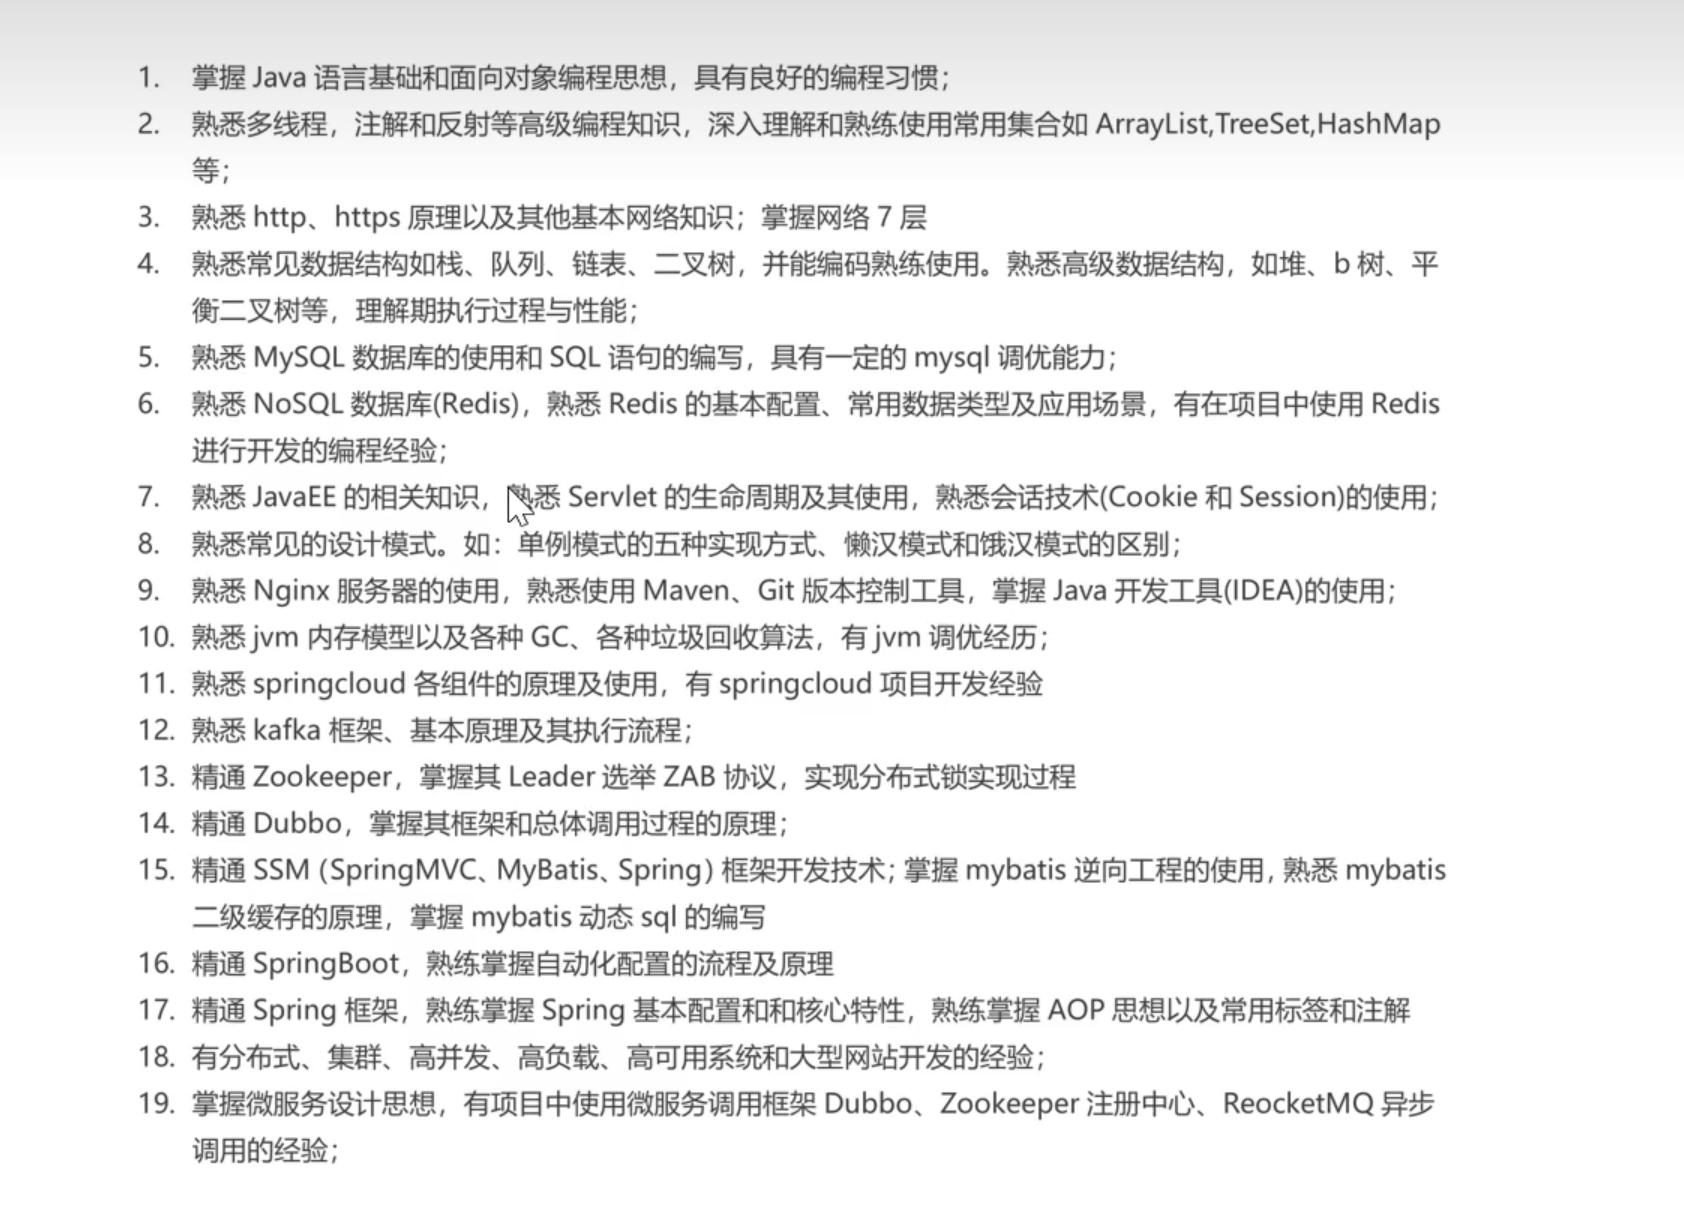 1. 掌握 Java 语言基础和面向对象编程思想，具有良好的编程习惯；
2. 熟悉多线程，注解和反射等高级编程知识，深入理解和熟练使用常用集合如 ArrayList,TreeSet,HashMap
等；
3. 熟悉 http、https 原理以及其他基本网络知识；掌握网络 7 层
4. 熟悉常见数据结构如栈、队列、链表、二叉树，并能编码熟练使用。熟悉高级数据结构，如堆、b 树、平
衡二叉树等，理解期执行过程与性能；
5. 熟悉 MySQL 数据库的使用和 SQL 语句的编写，具有一定的 mysql 调优能力；
6. 熟悉 NoSQL 数据库(Redis)，熟悉 Redis 的基本配置、常用数据类型及应用场景，有在项目中使用 Redis
进行开发的编程经验；
7. 熟悉 JavaEE 的相关知识，熟悉 Servlet 的生命周期及其使用，熟悉会话技术(Cookie 和 Session)的使用；
8. 熟悉常见的设计模式。如：单例模式的五种实现方式、懒汉模式和饿汉模式的区别；
9. 熟悉 Nginx 服务器的使用，熟悉使用 Maven、Git 版本控制工具，掌握 Java 开发工具(IDEA)的使用；
10. 熟悉 jvm 内存模型以及各种 GC、各种垃圾回收算法，有 jvm 调优经历；
11. 熟悉 springcloud 各组件的原理及使用，有 springcloud 项目开发经验
12. 熟悉 kafka 框架、基本原理及其执行流程；
13. 精通 Zookeeper，掌握其 Leader 选举 ZAB 协议，实现分布式锁实现过程
14. 精通 Dubbo，掌握其框架和总体调用过程的原理；
15. 精通 SSM（SpringMVC、MyBatis、Spring）框架开发技术；掌握 mybatis 逆向工程的使用，熟悉 mybatis
二级缓存的原理，掌握 mybatis 动态 sql 的编写
16. 精通 SpringBoot，熟练掌握自动化配置的流程及原理
17. 精通 Spring 框架，熟练掌握 Spring 基本配置和和核心特性，熟练掌握 AOP 思想以及常用标签和注解
18. 有分布式、集群、高并发、高负载、高可用系统和大型网站开发的经验；
19. 掌握微服务设计思想，有项目中使用微服务调用框架 Dubbo、Zookeeper 注册中心、ReocketMQ 异步
调用的经验；